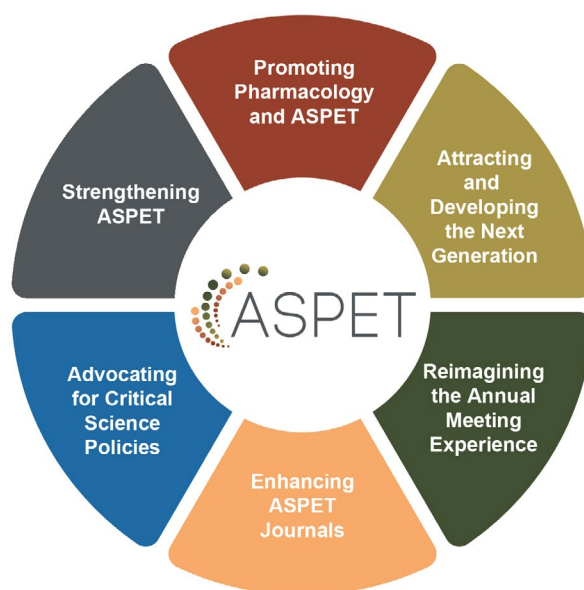 Promoting
Pharmacology
and ASPET
Attracting
and
Developing
the Next
Generation
Reimagining
the Annual
Meeting
Experience
Enhancing
ASPET
Journals
Advocating
for Critical
Science
Policies
Strengthening
ASPET
ASPET